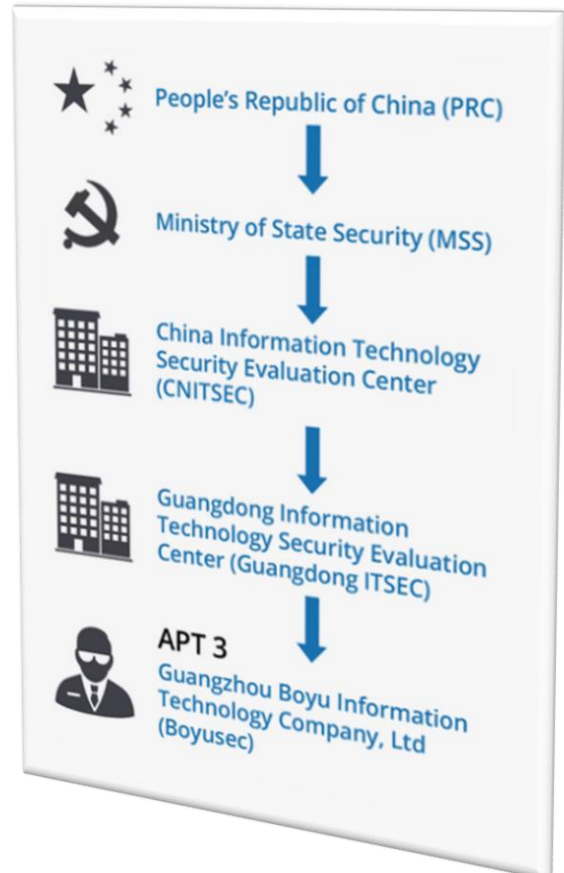 People's Republic of China (PRC)
Ministry of State Security (MSS)
China Information Technology
Security Evaluation Center
(CNITSEC)
Guangdong Information
Technology Security Evaluation
Center (Guangdong ITSEC)
APT 3
Guangzhou Boyu Information
Technology Company, Ltd
(Boyusec)